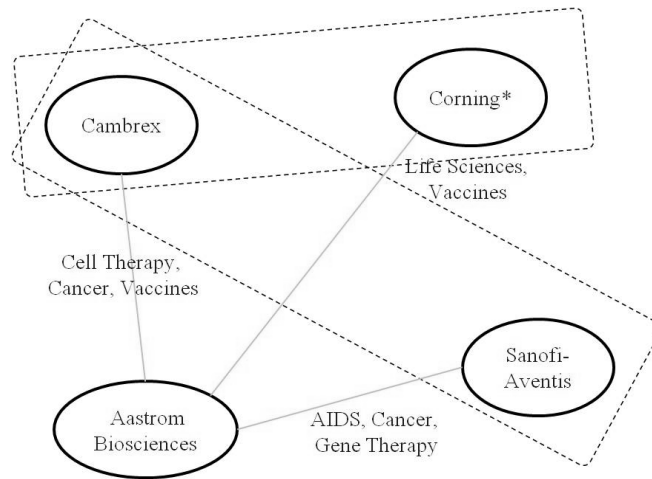 Cambrex
Corning*
Life Sciences,
Vaccines
Cell Therapy,
Cancer, Vaccines
Sanofi-
Aventis
Aastrom
Biosciences
AIDS, Cancer,
Gene Therapy